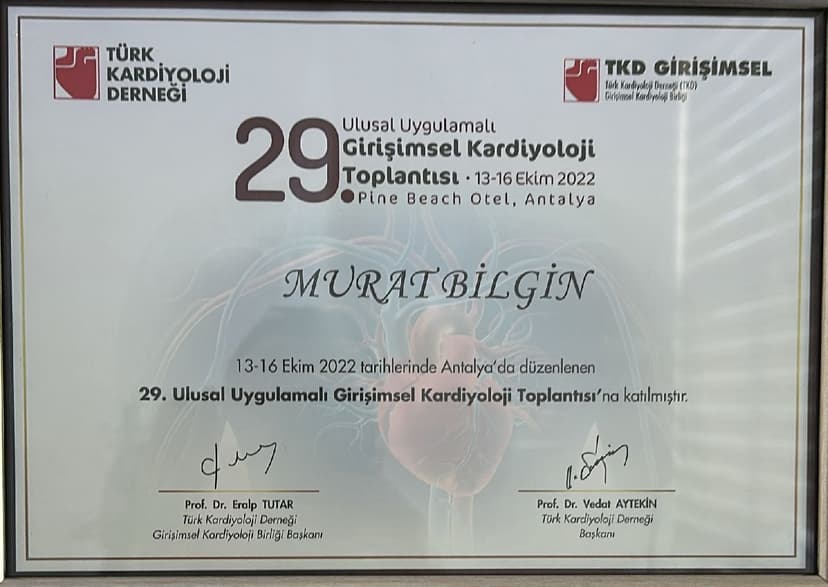 TÜRK
KARDİYOLOJİ
DERNEĞİ
TKD GİRİŞİMSEL
Türk Kardiyoloji Derneği (TKD)
Girişimsel Kardiyoloji Birliği
29.
Ulusal Uygulamalı
Girişimsel Kardiyoloji
Toplantısı · 13-16 Ekim 2022
Pine Beach Otel, Antalya
MURAT BİLGİN
13-16 Ekim 2022 tarihlerinde Antalya'da düzenlenen
29. Ulusal Uygulamalı Girişimsel Kardiyoloji Toplantısı'na katılmıştır.
Prof. Dr. Eralp TUTAR
Türk Kardiyoloji Derneği
Girişimsel Kardiyoloji Birliği Başkanı
Prof. Dr. Vedat AYTEKİN
Türk Kardiyoloji Derneği
Başkanı